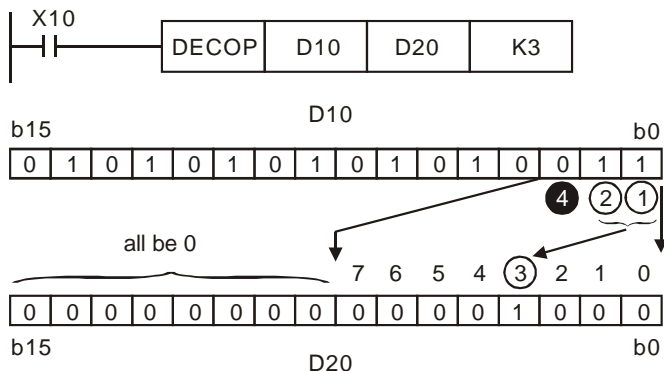 X10
DECOP D10 D20 K3
D10
b15 b0
0 1 0 1 0 1 0 1 0 1 0 1 0 0 1 1
4 2 1
all be 0
7 6 5 4 3 2 1 0
0 0 0 0 0 0 0 0 0 0 0 0 1 0 0 0
b15 b0
D20